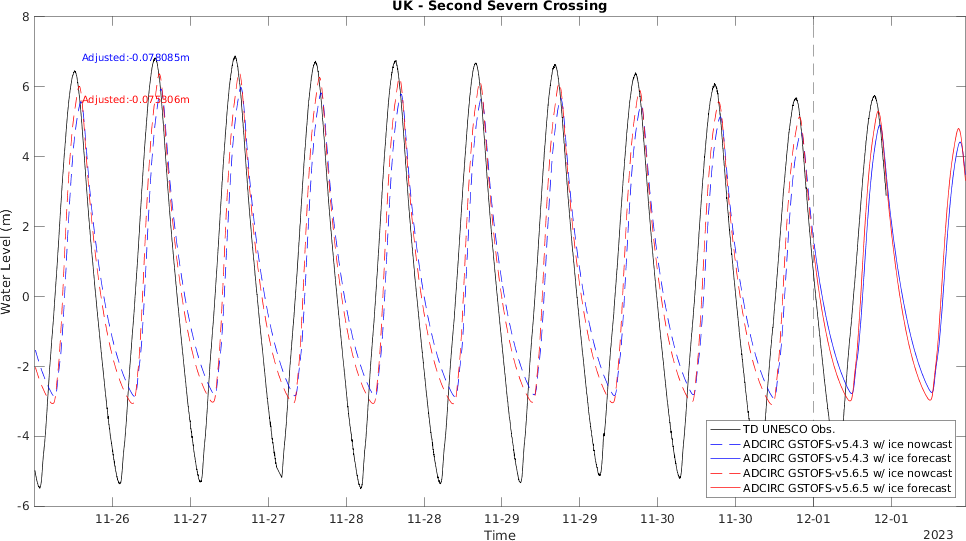 UK - Second Severn Crossing
8
6
4
2
0
-2
-4
-6
Water Level (m)
Adjusted:-0.078085m
Adjusted:-0.075306m
TD UNESCO Obs.
ADCIRC GSTOFS-v5.4.3 w/ ice nowcast
ADCIRC GSTOFS-v5.4.3 w/ ice forecast
ADCIRC GSTOFS-v5.6.5 w/ ice nowcast
ADCIRC GSTOFS-v5.6.5 w/ ice forecast
11-26 11-27 11-27 11-28 11-28 11-29 11-29 11-30 11-30 12-01 12-01
Time
2023